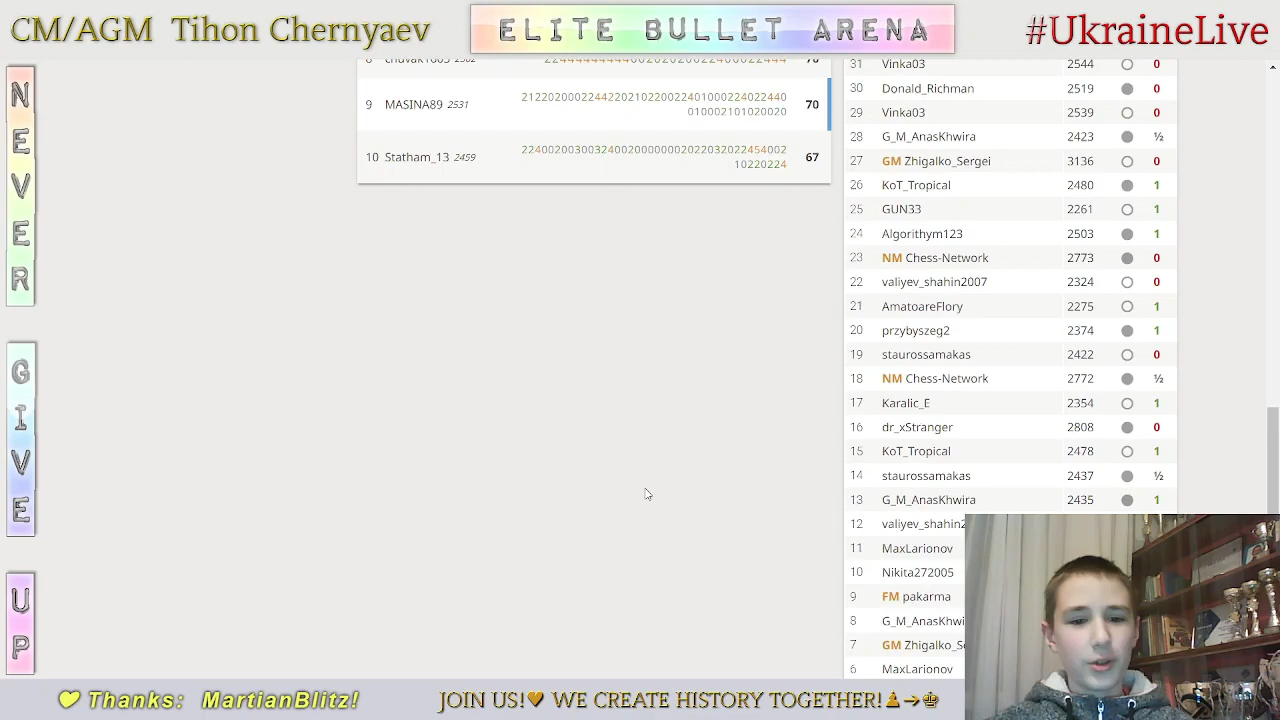 CM/AGM Tihon Chernyaev
ELITE BULLET ARENA
#UkraineLive
NEVER
GIVE
UP
9 MASINA89 2531 212202000224422021022002240100022402440 70
010002101020020
10 Statham_13 2459 67
10220224
31 Vinka03 2544 0
30 Donald_Richman 2519 0
29 Vinka03 2539 0
28 G_M_AnasKhwira 2423 ½
27 GM Zhigalko_Sergei 3136 0
26 KoT_Tropical 2480 1
25 GUN33 2261 1
24 Algorithym123 2503 1
23 NM Chess-Network 2773 0
22 valiyev_shahin2007 2324 0
21 AmatoareFlory 2275 1
20 przybyszeg2 2374 1
19 staurossamakas 2422 0
18 NM Chess-Network 2772 ½
17 Karalic_E 2354 1
16 dr_xStranger 2808 0
15 KoT_Tropical 2478 1
14 staurossamakas 2437 ½
13 G_M_AnasKhwira 2435 1
12 valiyev_shahin2
11 MaxLarionov
10 Nikita272005
9 FM pakarma
8 G_M_AnasKhwi
7 GM Zhigalko_Se
6 MaxLarionov
Thanks: MartianBlitz!
JOIN US!🧡 WE CREATE HISTORY TOGETHER!♟→♔